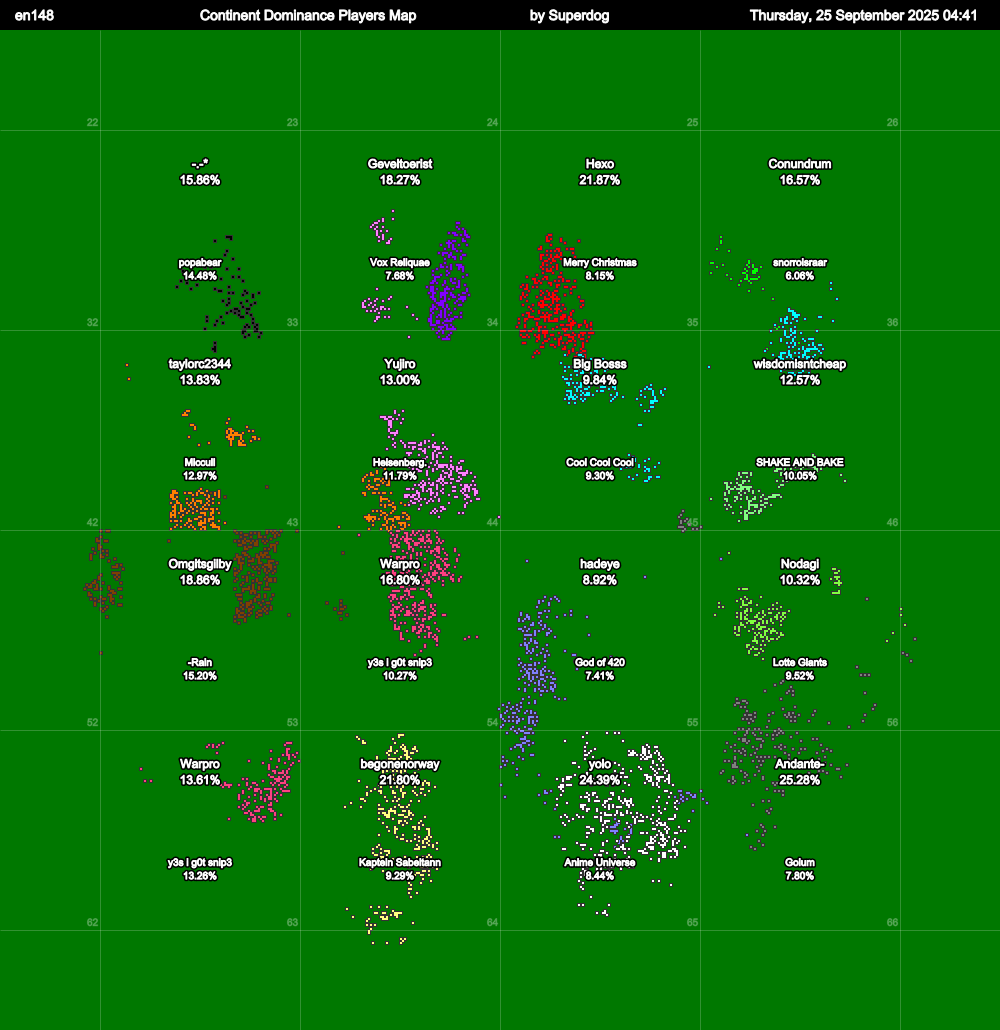 en148 Continent Dominance Players Map by Superdog Thursday, 25 September 2025 04:41
22 23 24 25 26
--* Geveltoerist Hexo Conundrum
15.86% 18.27% 21.87% 16.57%
popabear Vox Reliquae Merry Christmas snorroisraar
14.48% 7.68% 8.15% 6.06%
32 33 34 35 36
taylorc2344 Yujiro Big Bosss wisdomisntcheap
13.83% 13.00% 9.84% 12.57%
Miccull Heisenberg. Cool Cool Cool SHAKE AND BAKE
12.97% 11.79% 9.30% 10.05%
42 43 44 45 46
Omgitsgilby Warpro hadeye Nodagi
18.86% 16.80% 8.92% 10.32%
-Rain y3s i g0t snip3 God of 420 Lotte Giants
15.20% 10.27% 7.41% 9.52%
52 53 54 55 56
Warpro begonenorway yolo Andante-
13.61% 21.80% 24.39% 25.28%
y3s i g0t snip3 Kaptein Sabeltann Anime Universe Golum
13.26% 9.29% 8.44% 7.80%
62 63 64 65 66